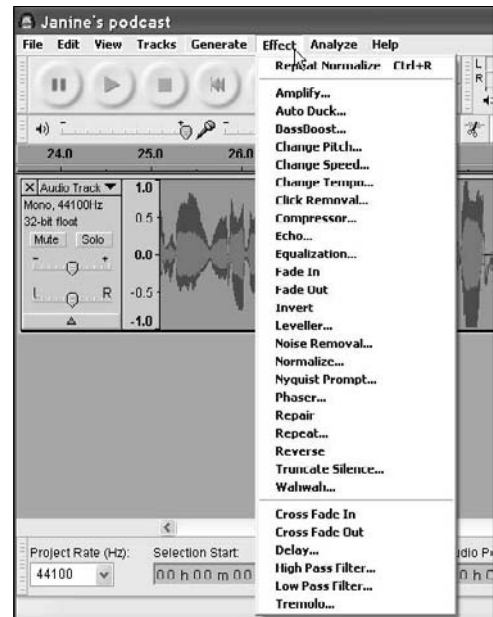 Janine's podcast
File Edit View Tracks Generate Effect Analyze Help
Repeat Normalize Ctrl+R
L
R
Amplify...
Auto Duck...
BassBoost...
Change Pitch...
Change Speed...
Change Tempo...
Click Removal...
Compressor...
Echo...
Equalization...
Fade In
Fade Out
Invert
Leveller...
Noise Removal...
Normalize...
Nyquist Prompt...
Phaser...
Repair
Repeat...
Reverse
Truncate Silence...
Wahwah...
Cross Fade In
Cross Fade Out
Delay...
High Pass Filter...
Low Pass Filter...
Tremolo...
24.0 25.0 26.0
X Audio Track
Mono, 44100Hz
32-bit float
Mute Solo
- +
L R
1.0
0.5
0.0
-0.5
-1.0
Project Rate (Hz): Selection Start:
44100 00 h 00 m 00